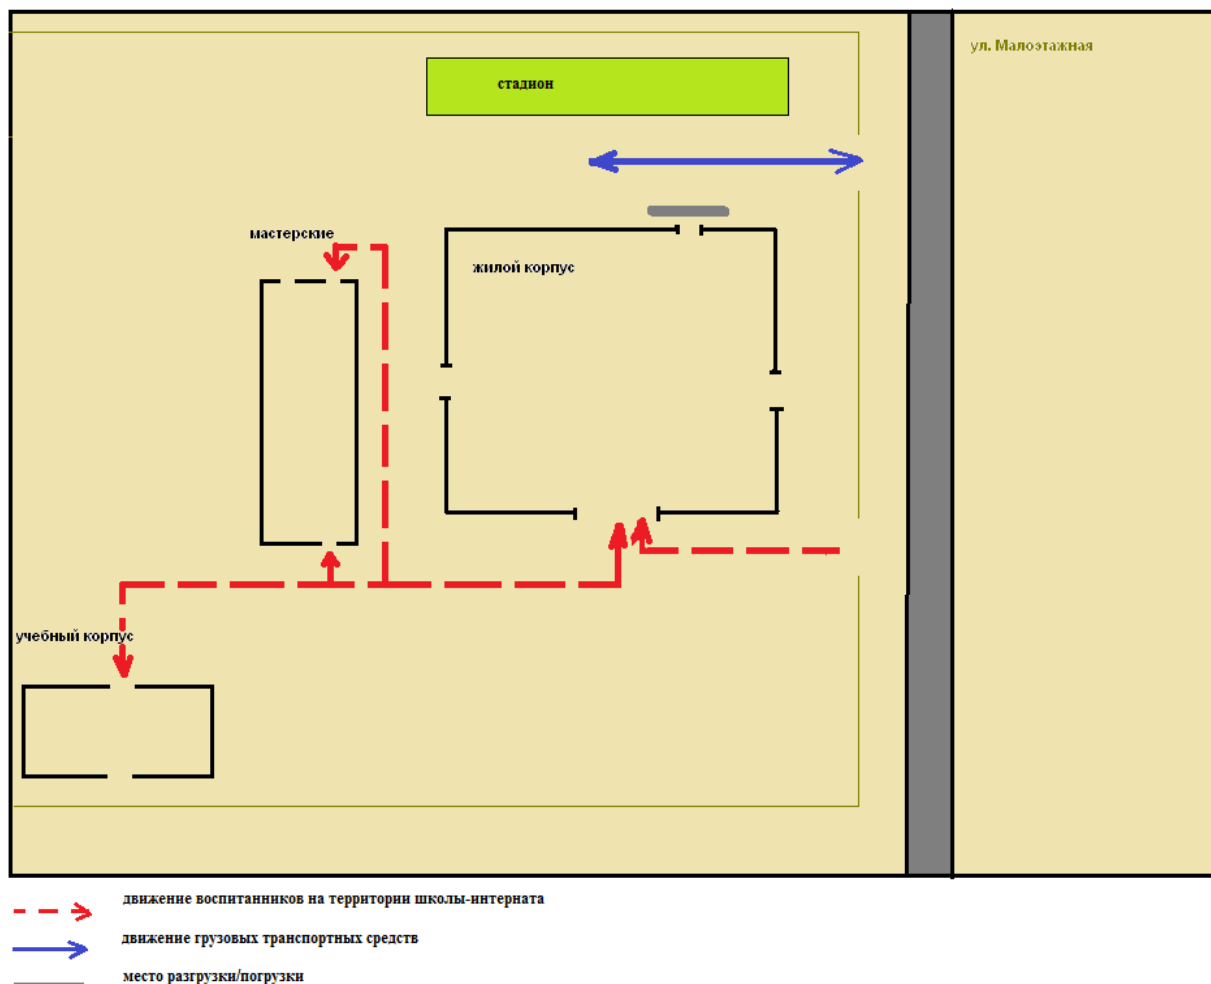 ул. Малоэтажная
стадион
мастерские
жилой корпус
учебный корпус
движение воспитанников на территории школы-интерната
движение грузовых транспортных средств
место разгрузки/погрузки